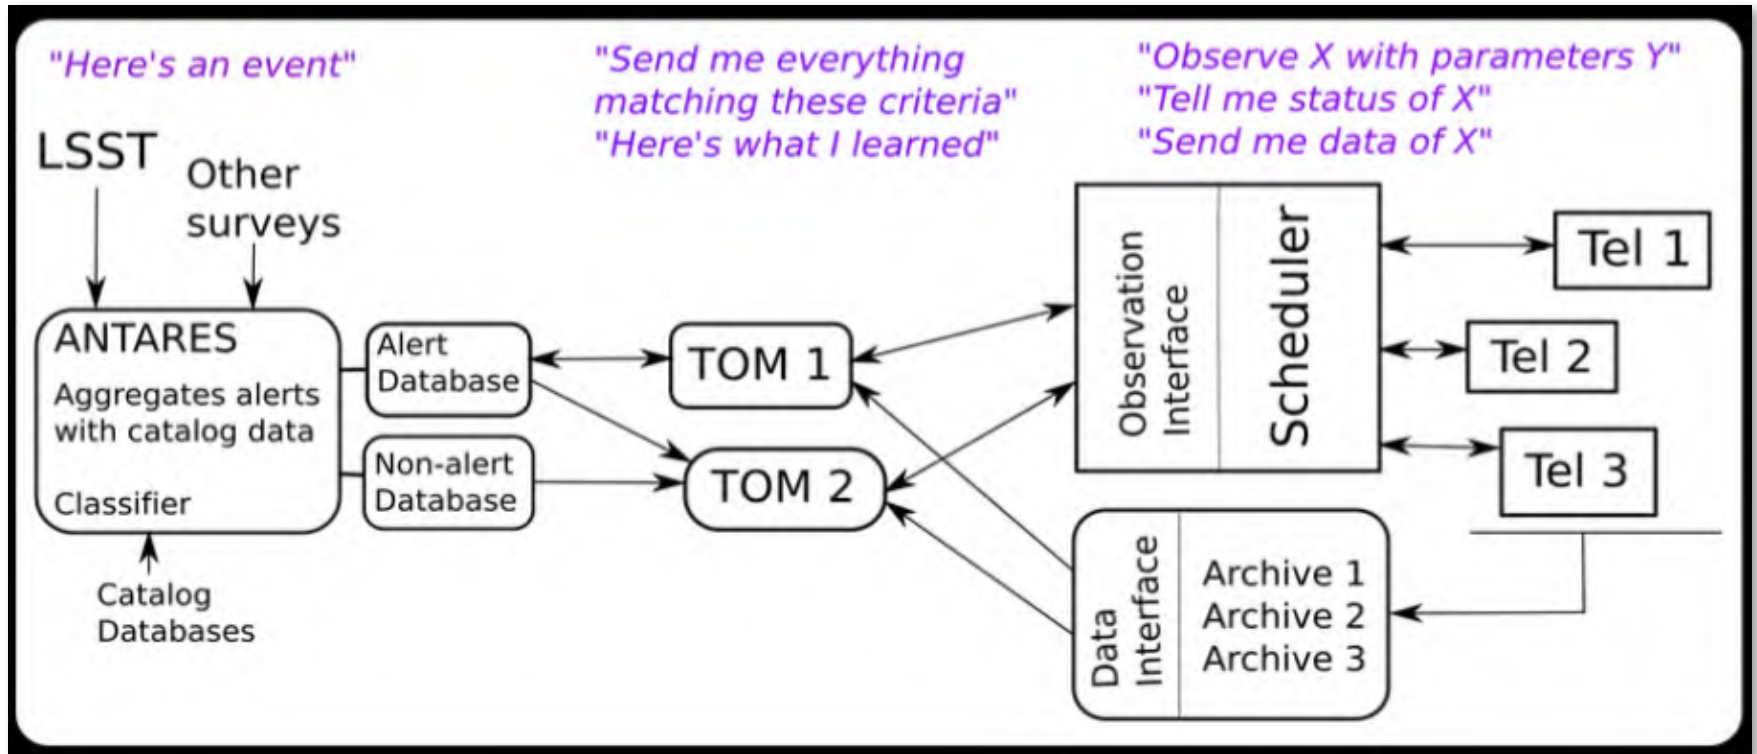 "Here's an event"
"Send me everything
matching these criteria"
"Here's what I learned"
"Observe X with parameters Y"
"Tell me status of X"
"Send me data of X"
LSST
Other
surveys
ANTARES
Aggregates alerts
with catalog data
Classifier
Catalog
Databases
Alert
Database
Non-alert
Database
TOM 1
TOM 2
Observation
Interface
Scheduler
Tel 1
Tel 2
Tel 3
Data
Interface
Archive 1
Archive 2
Archive 3